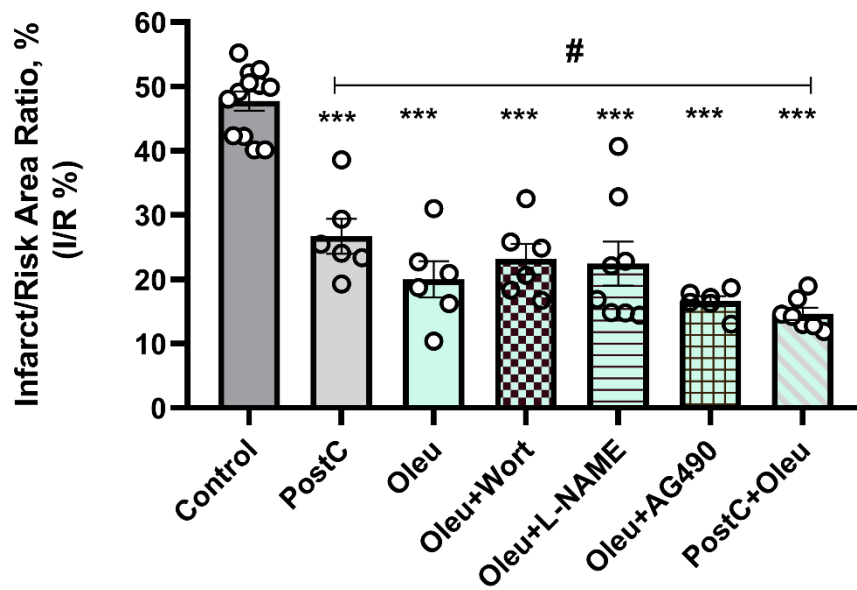 Infarct/Risk Area Ratio, %
(I/R %)
60
50
40
30
20
10
0
#
*** *** *** *** *** ***
Control
PostC
Oleu
Oleu+Wort
Oleu+L-NAME
Oleu+AG490
PostC+Oleu